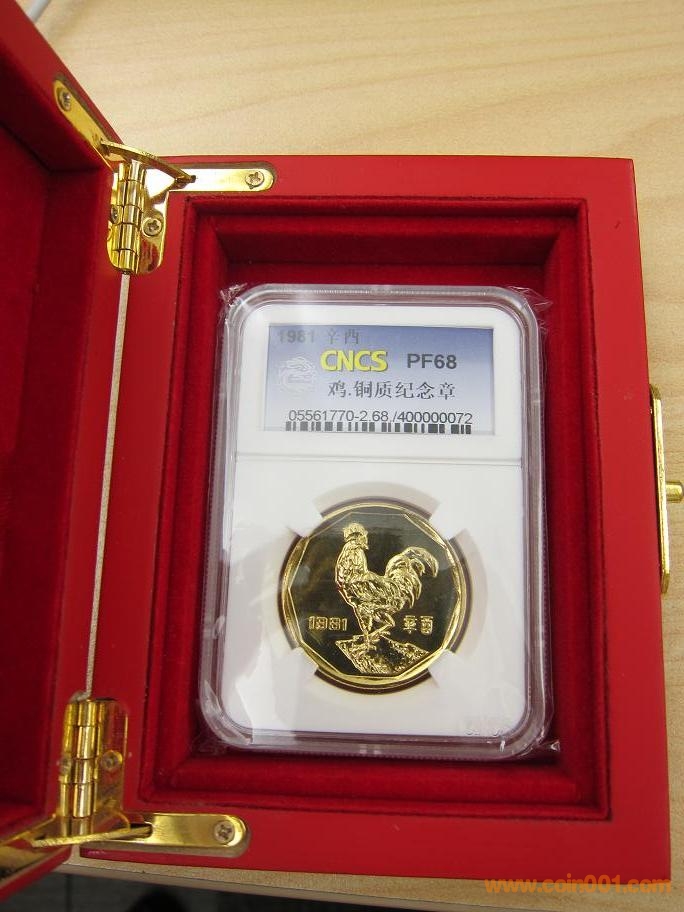 1981 辛酉
CNCS PF68
鸡.铜质纪念章
05561770-2.68./400000072
1981 辛酉
www.coin001.com